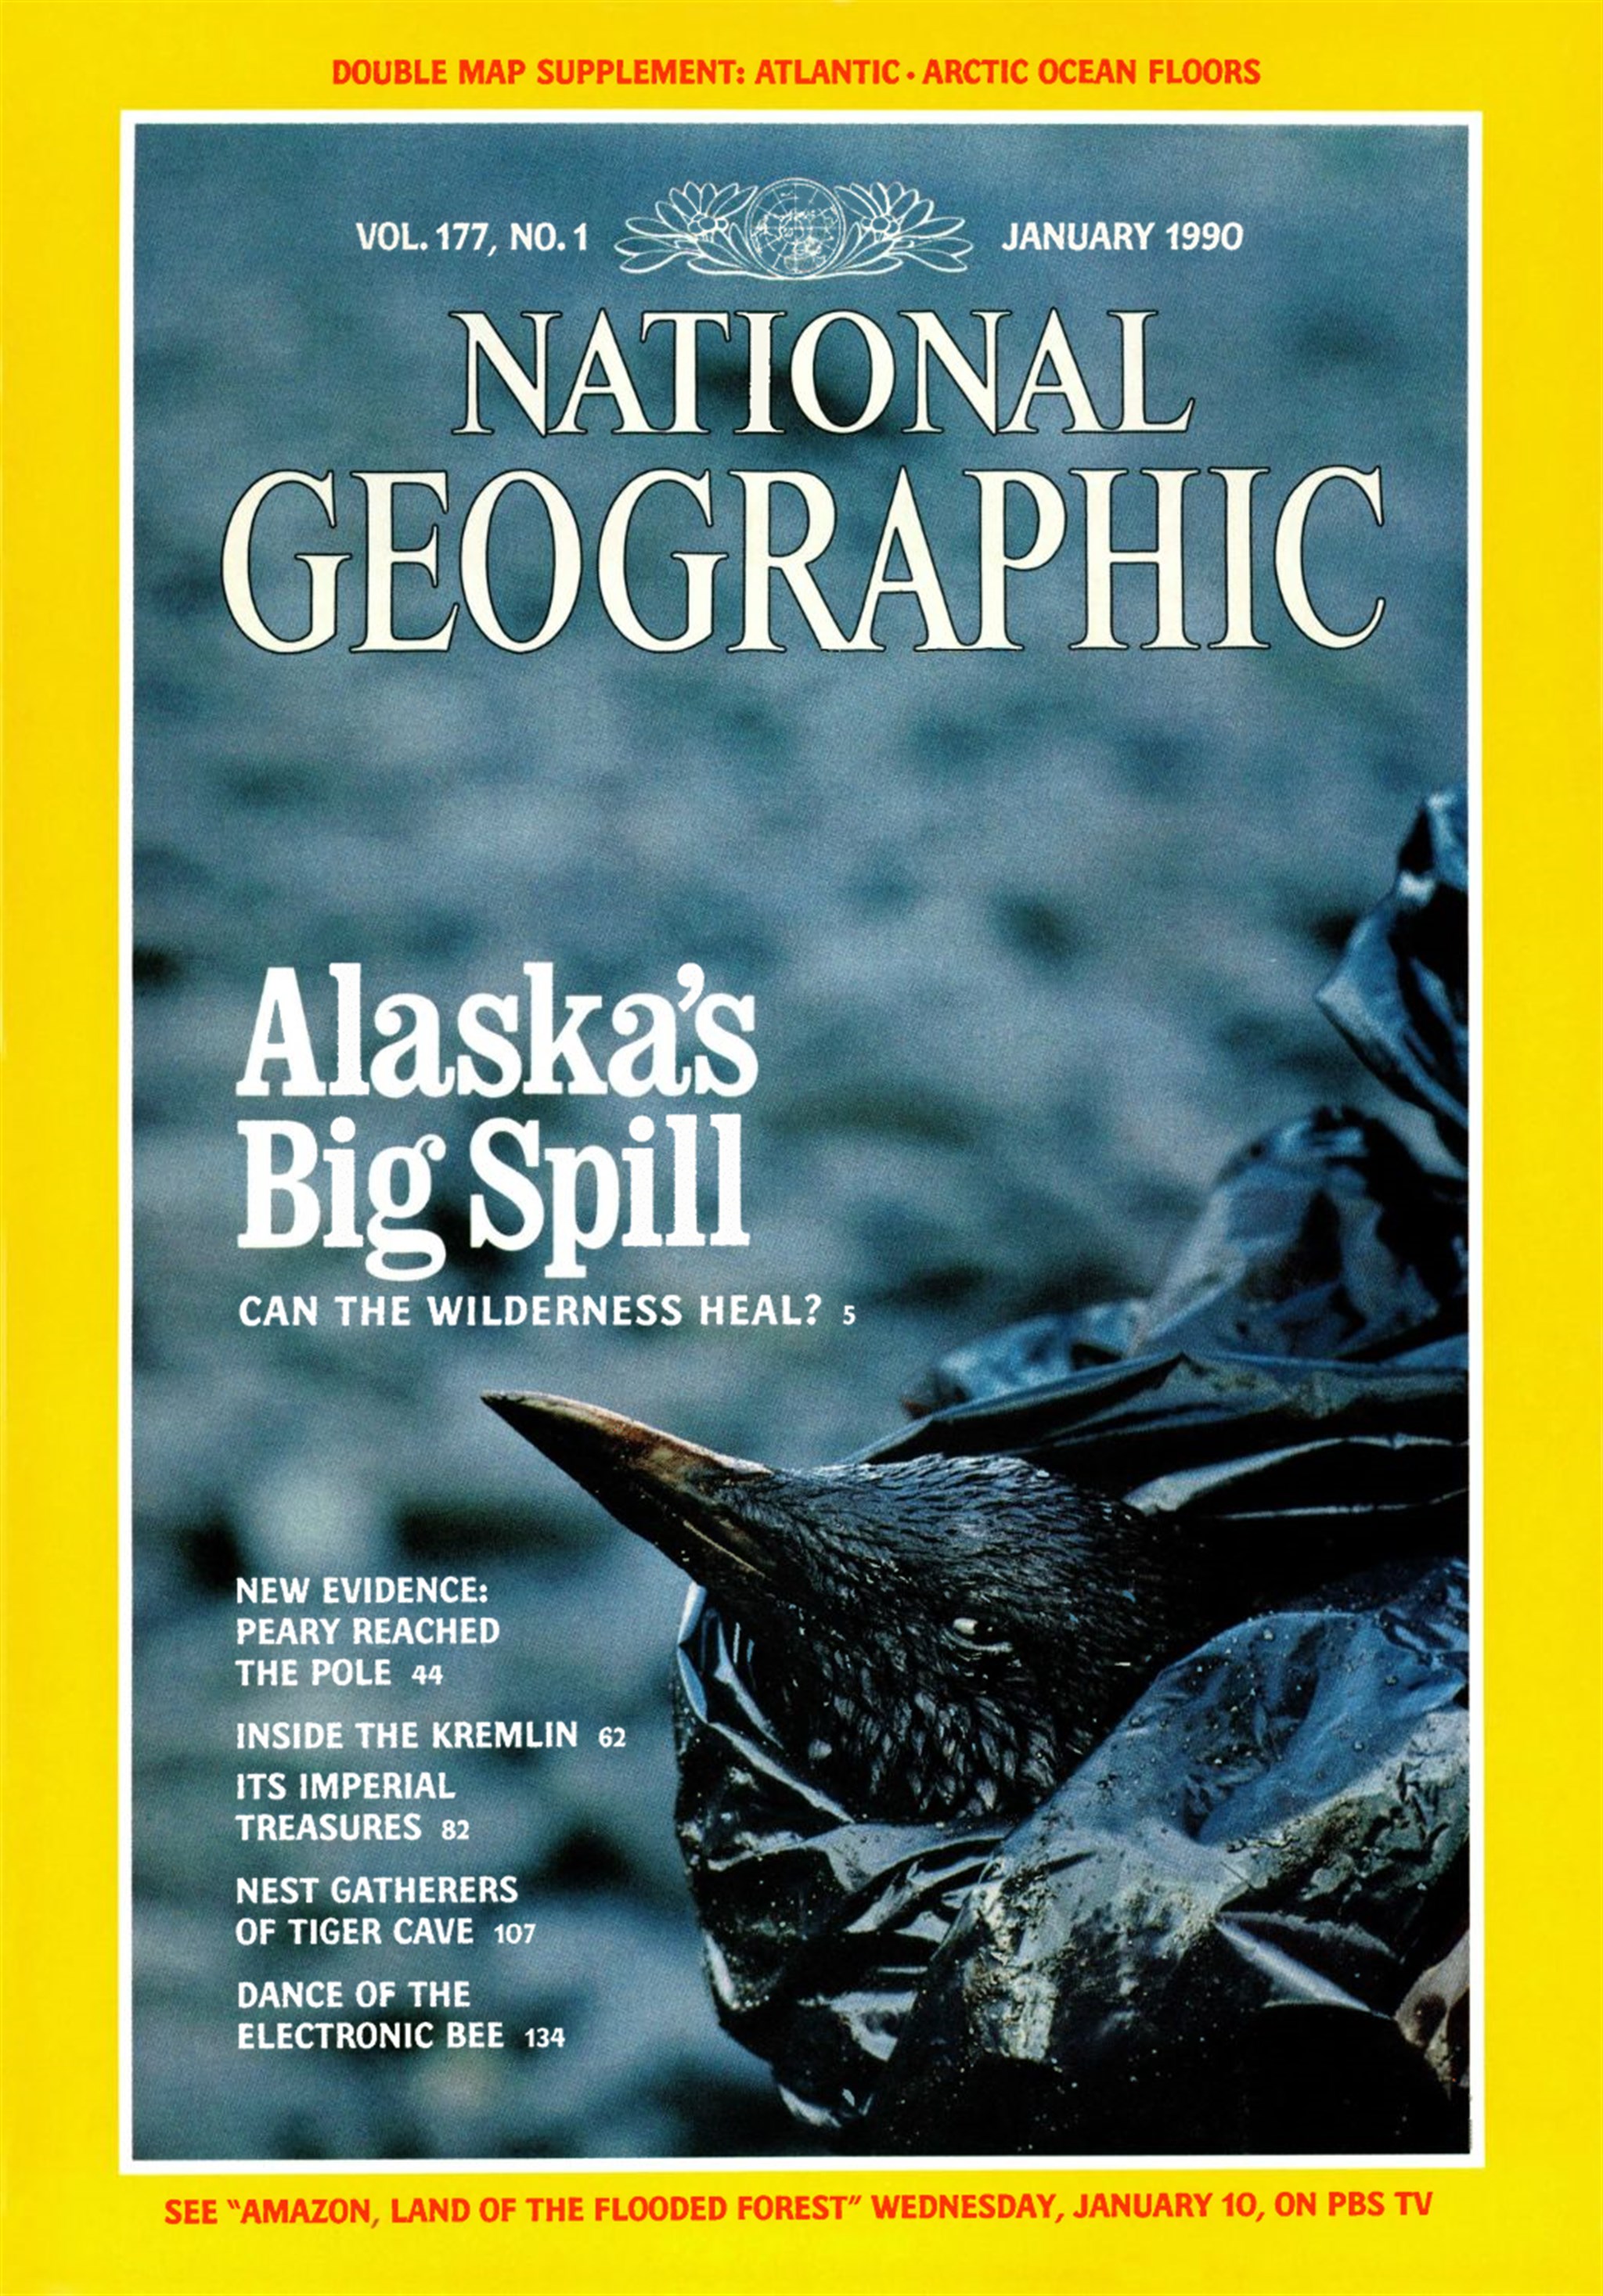 DOUBLE MAP SUPPLEMENT: ATLANTIC • ARCTIC OCEAN FLOORS
VOL. 177, NO. 1 JANUARY 1990
NATIONAL
GEOGRAPHIC
Alaska's
Big Spill
CAN THE WILDERNESS HEAL? 5
NEW EVIDENCE:
PEARY REACHED
THE POLE 44
INSIDE THE KREMLIN 62
ITS IMPERIAL
TREASURES 82
NEST GATHERERS
OF TIGER CAVE 107
DANCE OF THE
ELECTRONIC BEE 134
SEE "AMAZON, LAND OF THE FLOODED FOREST" WEDNESDAY, JANUARY 10, ON PBS TV